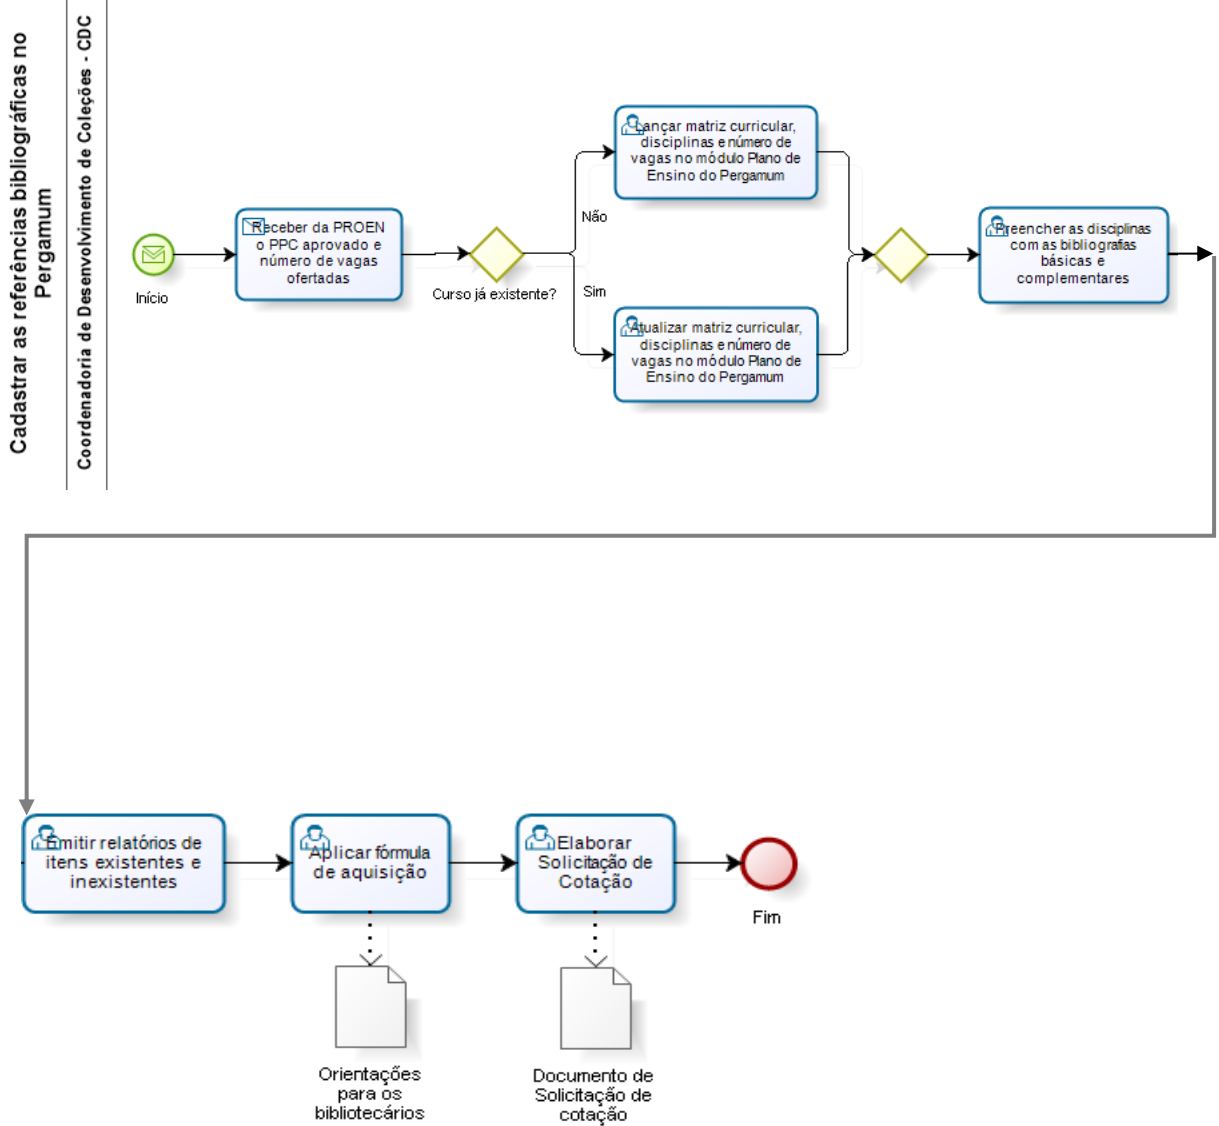 Cadastrar as referências bibliográficas no
Pergamum
Coordenadoria de Desenvolvimento de Coleções - CDC
Início
Receber da PROEN
o PPC aprovado e
número de vagas
ofertadas
Curso já existente?
Não
Sim
Lançar matriz curricular,
disciplinas e número de
vagas no módulo Plano de
Ensino do Pergamum
Atualizar matriz curricular,
disciplinas e número de
vagas no módulo Plano de
Ensino do Pergamum
Preencher as disciplinas
com as bibliografias
básicas e
complementares
Emitir relatórios de
itens existentes e
inexistentes
Aplicar fórmula
de aquisição
Elaborar
Solicitação de
Cotação
Fim
Orientações
para os
bibliotecários
Documento de
Solicitação de
cotação